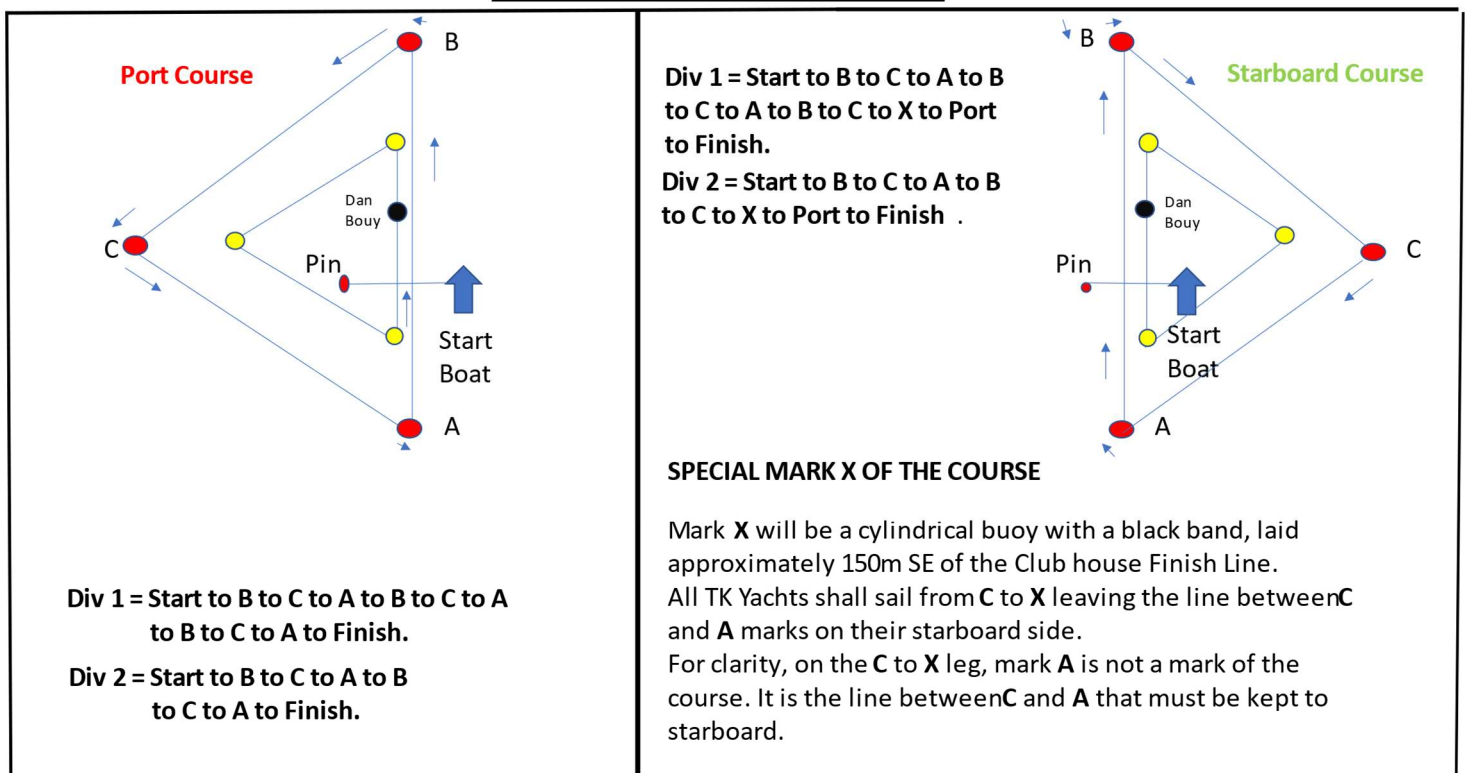 B
Port Course
Dan
Bouy
C
Pin
Start
Boat
A
Div 1 = Start to B to C to A to B to C to A
to B to C to A to Finish.
Div 2 = Start to B to C to A to B
to C to A to Finish.
B
Starboard Course
Div 1 = Start to B to C to A to B
to C to A to B to C to X to Port
to Finish.
Div 2 = Start to B to C to A to B
to C to X to Port to Finish .
Dan
Bouy
C
Pin
Start
Boat
A
SPECIAL MARK X OF THE COURSE
Mark X will be a cylindrical buoy with a black band, laid
approximately 150m SE of the Club house Finish Line.
All TK Yachts shall sail from C to X leaving the line betweenC
and A marks on their starboard side.
For clarity, on the C to X leg, mark A is not a mark of the
course. It is the line betweenC and A that must be kept to
starboard.